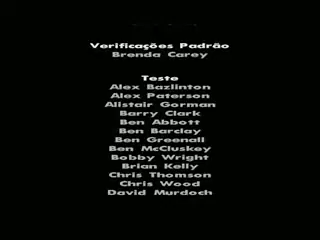 Verificações Padrão
Brenda Carey
Teste
Alex Bazlinton
Alex Paterson
Alistair Gorman
Barry Clark
Ben Abbott
Ben Barclay
Ben Greenall
Ben McCluskey
Bobby Wright
Brian Kelly
Chris Thomson
Chris Wood
David Murdoch